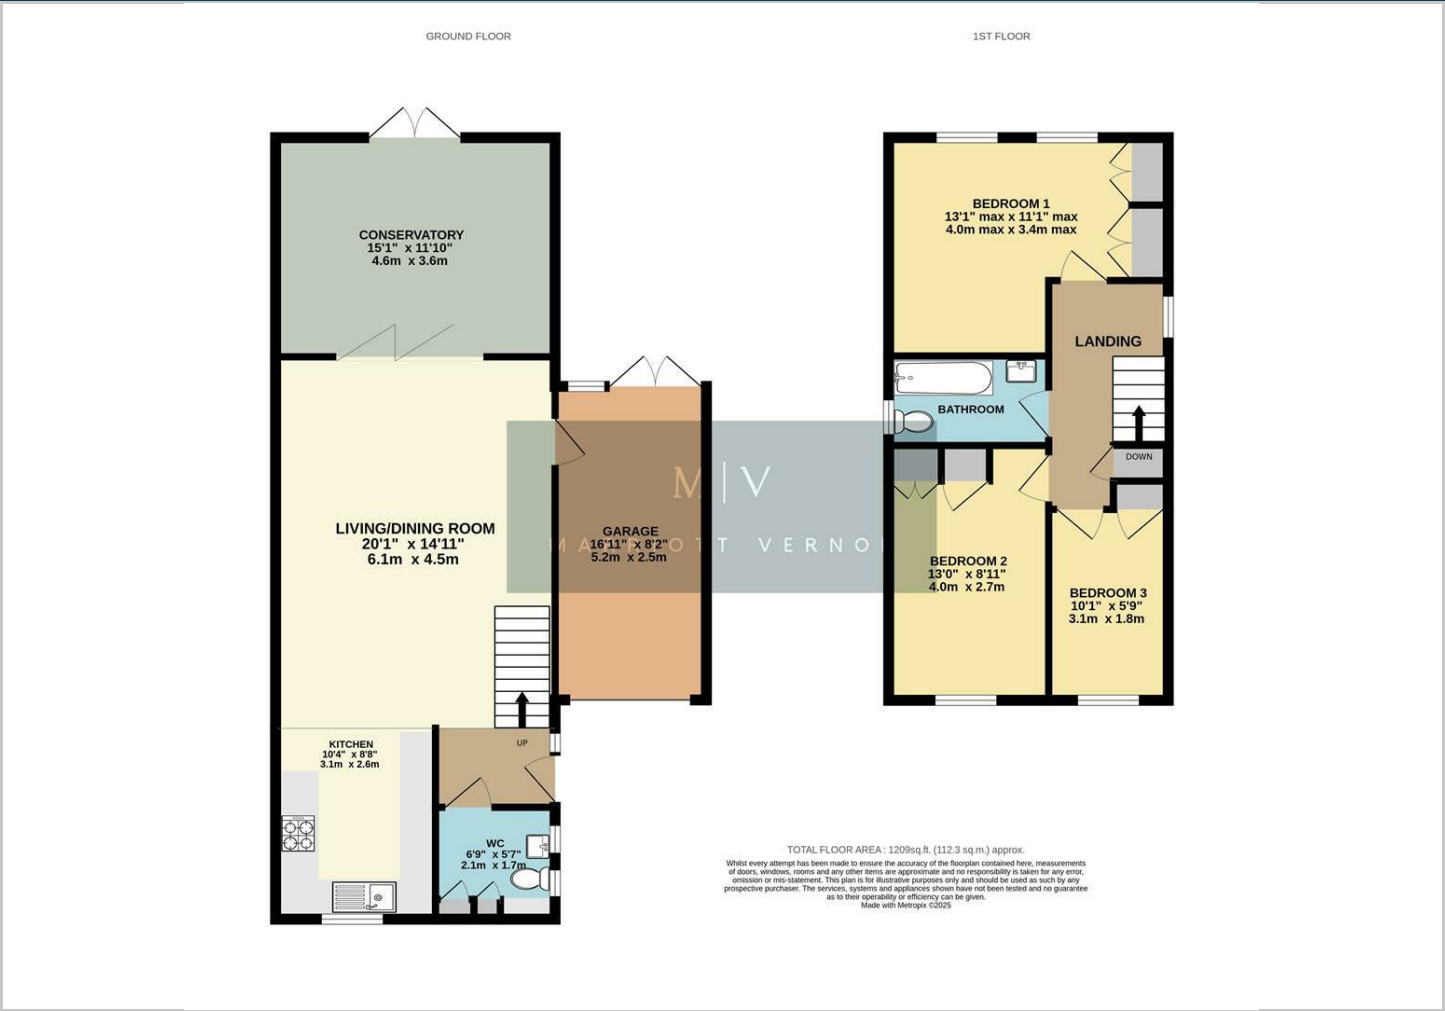 GROUND FLOOR
1ST FLOOR
CONSERVATORY
15'1" x 11'10"
4.6m x 3.6m
LIVING/DINING ROOM
20'1" x 14'11"
6.1m x 4.5m
GARAGE
16'11" x 8'2"
5.2m x 2.5m
KITCHEN
10'4" x 8'8"
3.1m x 2.6m
UP
WC
6'9" x 5'7"
2.1m x 1.7m
M|V
MARRIOTT VERNON
BEDROOM 1
13'1" max x 11'1" max
4.0m max x 3.4m max
LANDING
BATHROOM
DOWN
BEDROOM 2
13'0" x 8'11"
4.0m x 2.7m
BEDROOM 3
10'1" x 5'9"
3.1m x 1.8m
TOTAL FLOOR AREA : 1209sq.ft. (112.3 sq.m.) approx.
Whilst every attempt has been made to ensure the accuracy of the floorplan contained here, measurements
of doors, windows, rooms and any other items are approximate and no responsibility is taken for any error,
omission or mis-statement. This plan is for illustrative purposes only and should be used as such by any
prospective purchaser. The services, systems and appliances shown have not been tested and no guarantee
as to their operability or efficiency can be given.
Made with Metropix ©2025